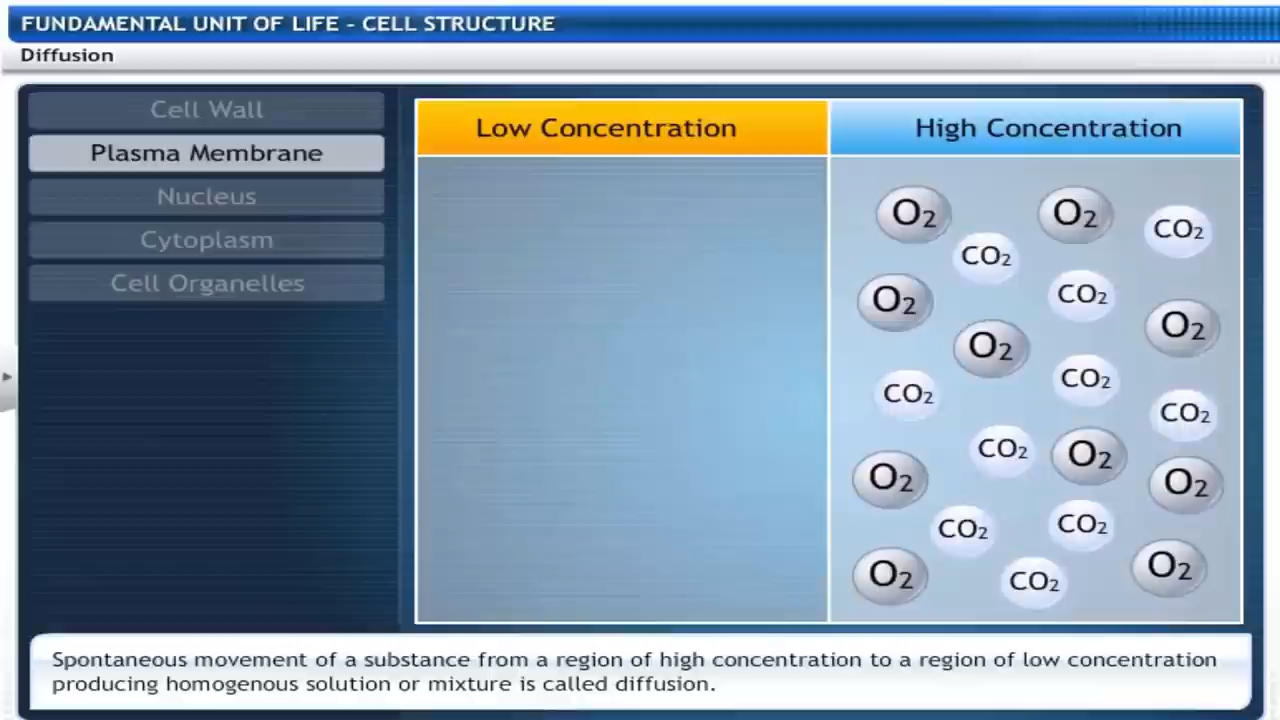 FUNDAMENTAL UNIT OF LIFE – CELL STRUCTURE
Diffusion
Cell Wall
Plasma Membrane
Nucleus
Cytoplasm
Cell Organelles
Low Concentration
High Concentration
O₂
O₂
CO₂
CO₂
O₂
CO₂
O₂
O₂
CO₂
CO₂
CO₂
CO₂
O₂
O₂
O₂
CO₂
CO₂
O₂
CO₂
O₂
Spontaneous movement of a substance from a region of high concentration to a region of low concentration
producing homogenous solution or mixture is called diffusion.